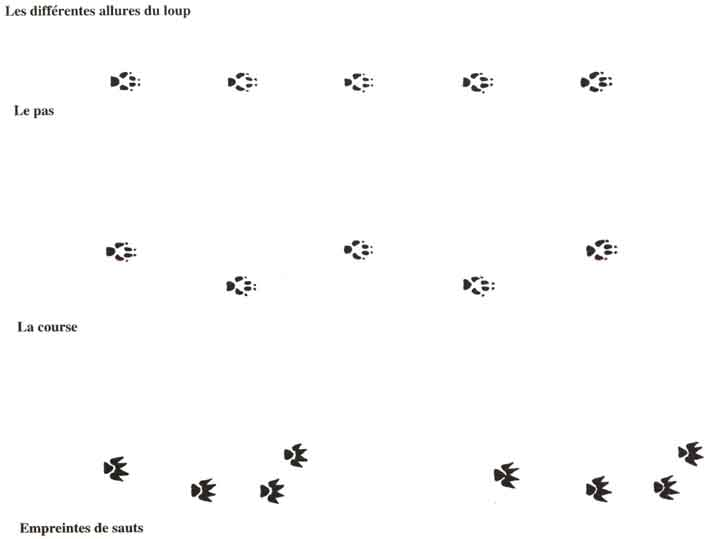 Les différentes allures du loup
Le pas
La course
Empreintes de sauts